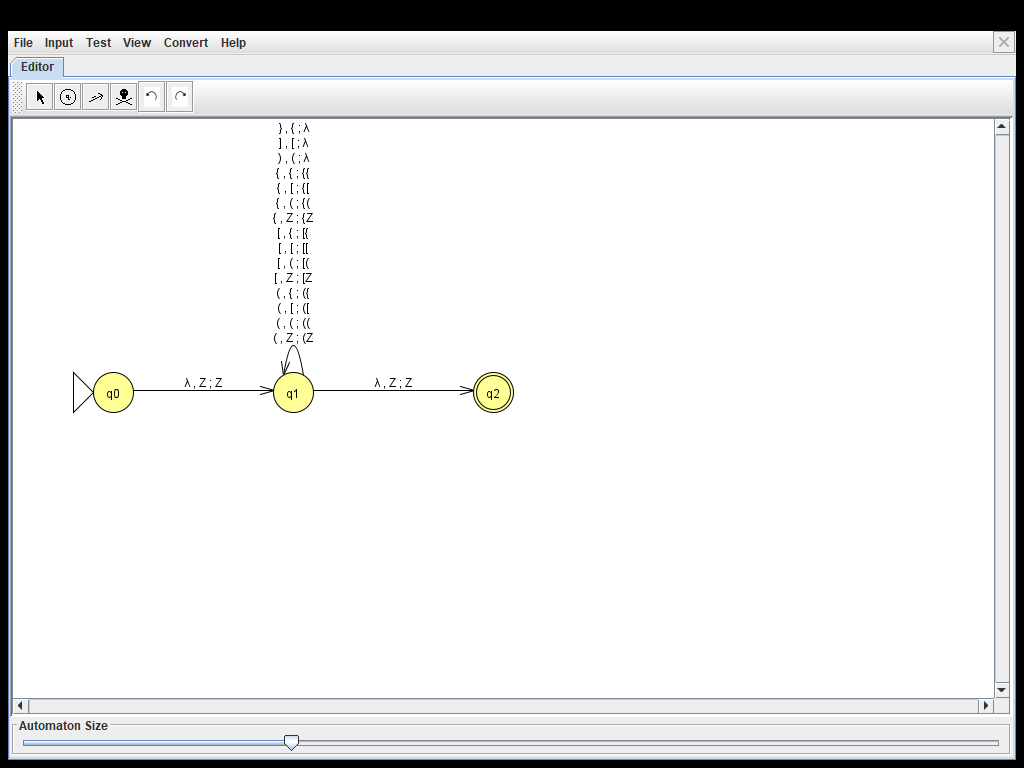 File Input Test View Convert Help
Editor
q
} , { ; λ
] , [ ; λ
) , ( ; λ
{ , { ; {{
{ , [ ; {[
{ , ( ; {(
{ , Z ; {Z
[ , { ; [{
[ , [ ; [[
[ , ( ; [(
[ , Z ; [Z
( , { ; ({
( , [ ; ([
( , ( ; ((
( , Z ; (Z
λ , Z ; Z λ , Z ; Z
q0 q1 q2
Automaton Size